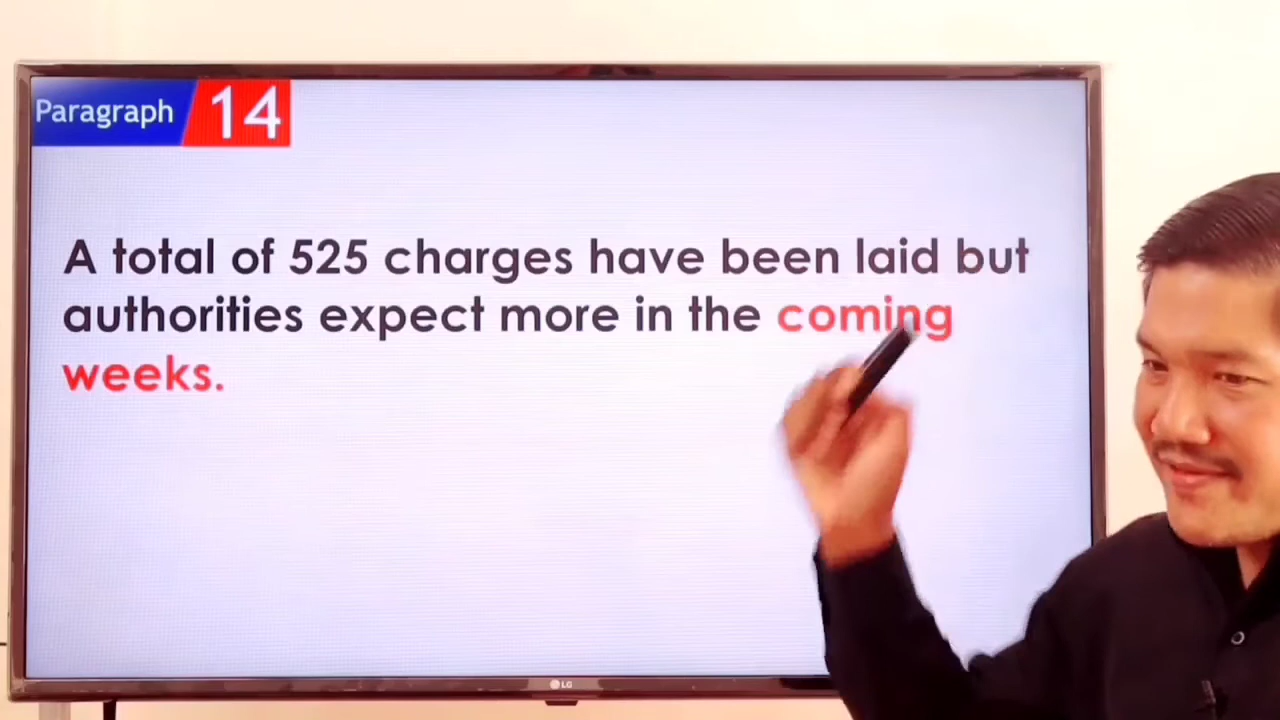 Paragraph 14
A total of 525 charges have been laid but
authorities expect more in the coming
weeks.
LG